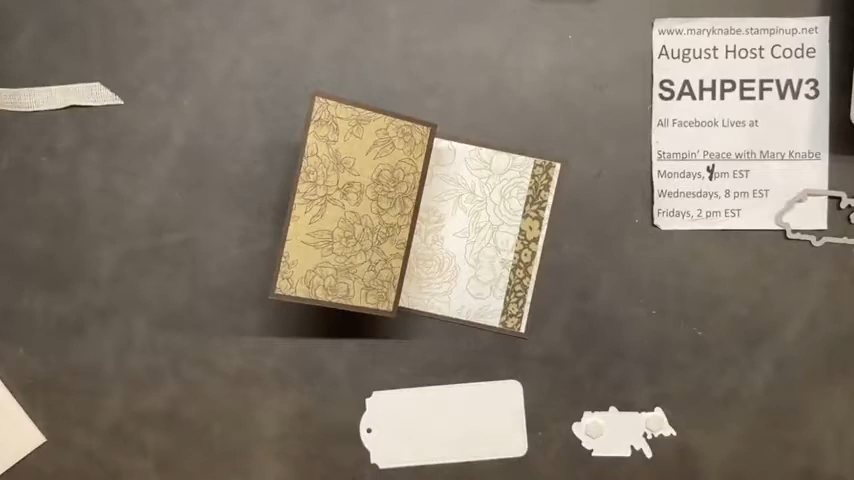 www.maryknabe.stampinup.net
August Host Code
SAHPEFW3
All Facebook Lives at
Stampin' Peace with Mary Knabe
Mondays, 4pm EST
Wednesdays, 8 pm EST
Fridays, 2 pm EST